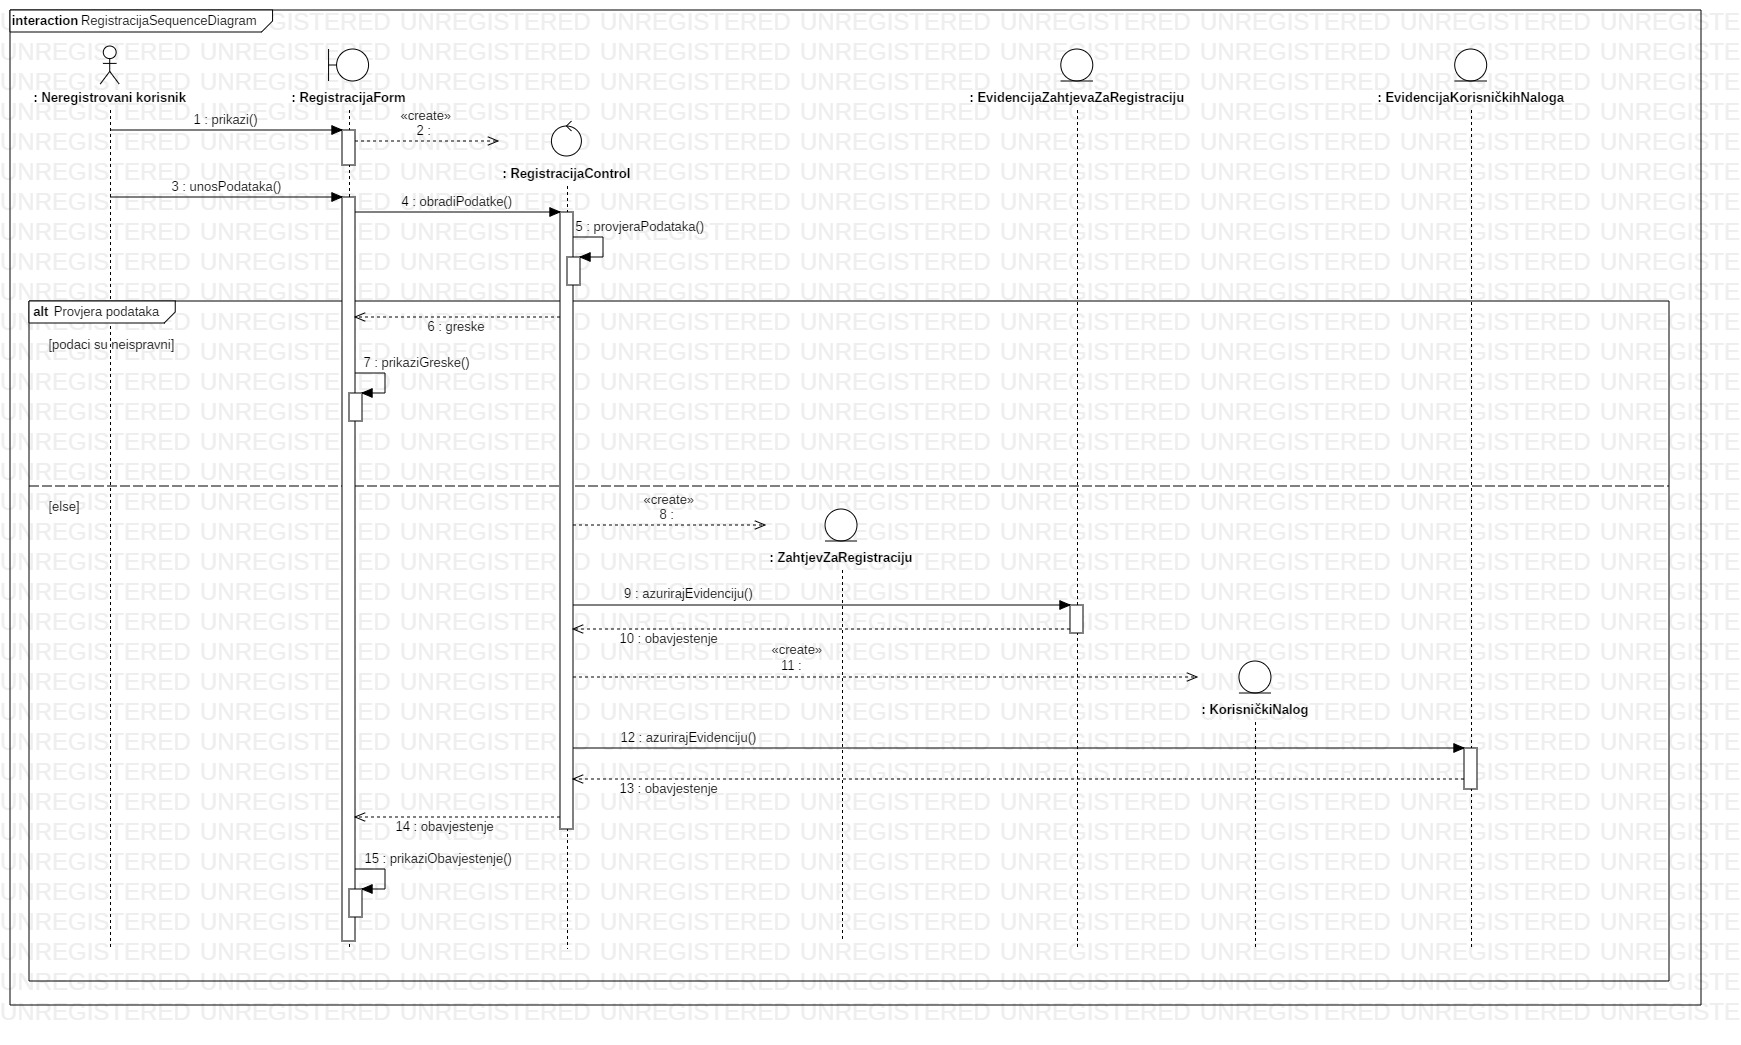 interaction RegistracijaSequenceDiagram
: Neregistrovani korisnik
: RegistracijaForm
: EvidencijaZahtjevaZaRegistraciju
: EvidencijaKorisničkihNaloga
1 : prikazi()
«create»
2 :
: RegistracijaControl
3 : unosPodataka()
4 : obradiPodatke()
5 : provjeraPodataka()
alt Provjera podataka
6 : greske
[podaci su neispravni]
7 : prikaziGreske()
[else]
«create»
8 :
: ZahtjevZaRegistraciju
9 : azurirajEvidenciju()
10 : obavjestenje
«create»
11 :
: KorisničkiNalog
12 : azurirajEvidenciju()
13 : obavjestenje
14 : obavjestenje
15 : prikaziObavjestenje()
UNREGISTERED